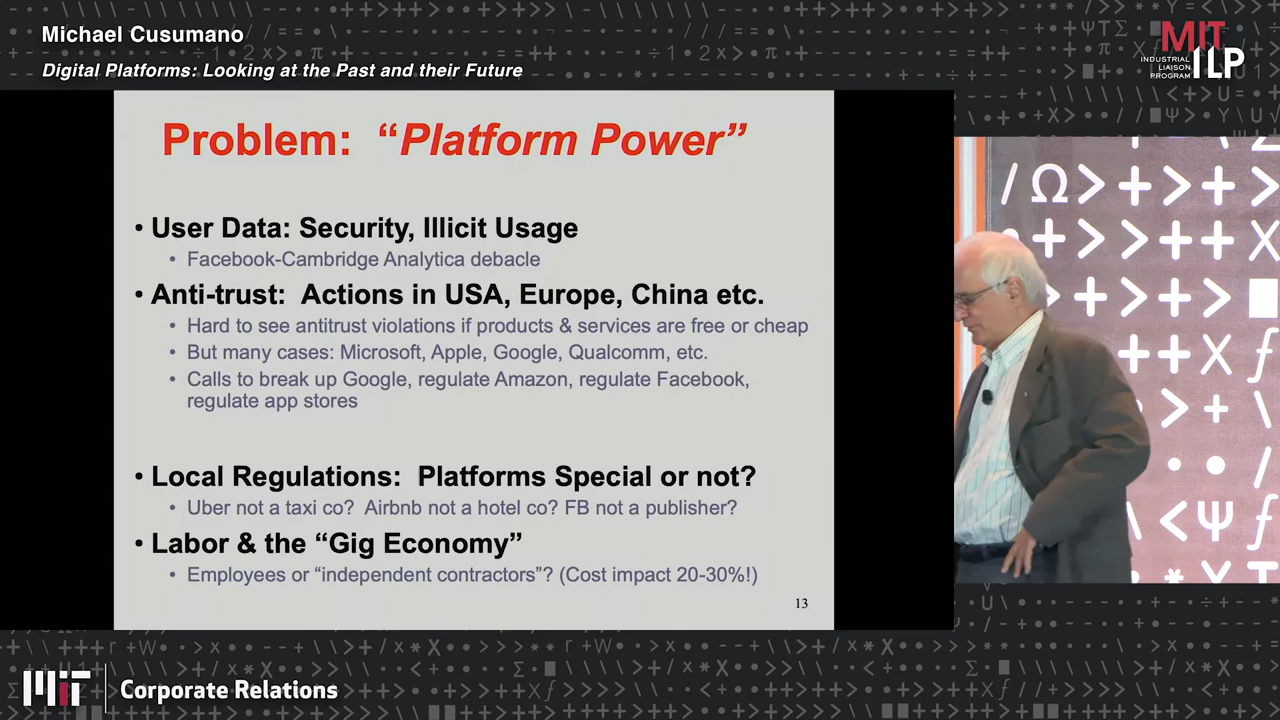 Michael Cusumano
Digital Platforms: Looking at the Past and their Future
MIT
INDUSTRIAL
LIAISON
PROGRAM
ILP
Problem: “Platform Power”
• User Data: Security, Illicit Usage
• Facebook-Cambridge Analytica debacle
• Anti-trust: Actions in USA, Europe, China etc.
• Hard to see antitrust violations if products & services are free or cheap
• But many cases: Microsoft, Apple, Google, Qualcomm, etc.
• Calls to break up Google, regulate Amazon, regulate Facebook,
regulate app stores
• Local Regulations: Platforms Special or not?
• Uber not a taxi co? Airbnb not a hotel co? FB not a publisher?
• Labor & the “Gig Economy”
• Employees or “independent contractors”? (Cost impact 20-30%!)
13
MIT
Corporate Relations